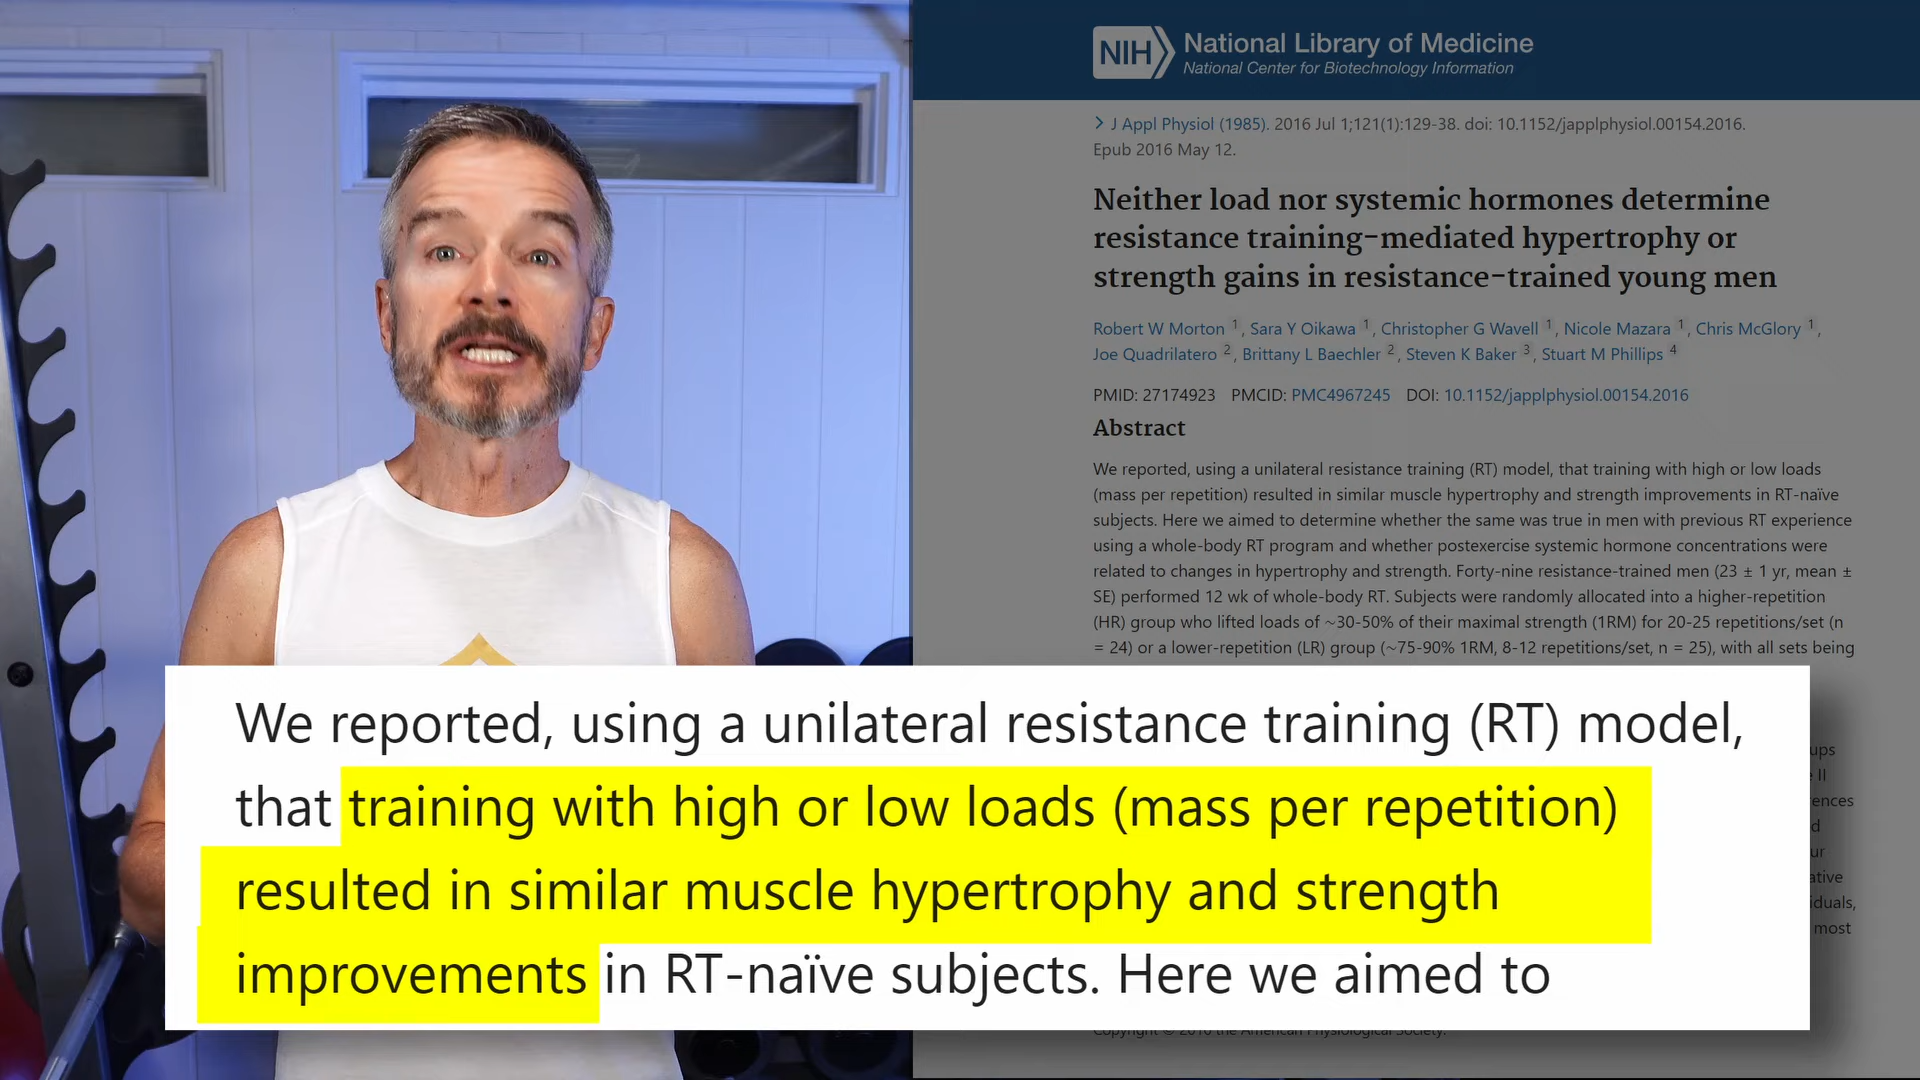 NIH National Library of Medicine
National Center for Biotechnology Information
> J Appl Physiol (1985). 2016 Jul 1;121(1):129-38. doi: 10.1152/japplphysiol.00154.2016.
Epub 2016 May 12.
Neither load nor systemic hormones determine
resistance training-mediated hypertrophy or
strength gains in resistance-trained young men
Robert W Morton 1, Sara Y Oikawa 1, Christopher G Wavell 1, Nicole Mazara 1, Chris McGlory 1,
Joe Quadrilatero 2, Brittany L Baechler 2, Steven K Baker 3, Stuart M Phillips 4
PMID: 27174923 PMCID: PMC4967245 DOI: 10.1152/japplphysiol.00154.2016
Abstract
We reported, using a unilateral resistance training (RT) model, that training with high or low loads
(mass per repetition) resulted in similar muscle hypertrophy and strength improvements in RT-naïve
subjects. Here we aimed to determine whether the same was true in men with previous RT experience
using a whole-body RT program and whether postexercise systemic hormone concentrations were
related to changes in hypertrophy and strength. Forty-nine resistance-trained men (23 ± 1 yr, mean ±
SE) performed 12 wk of whole-body RT. Subjects were randomly allocated into a higher-repetition
(HR) group who lifted loads of ~30-50% of their maximal strength (1RM) for 20-25 repetitions/set (n
= 24) or a lower-repetition (LR) group (~75-90% 1RM, 8-12 repetitions/set, n = 25), with all sets being
We reported, using a unilateral resistance training (RT) model,
that training with high or low loads (mass per repetition)
resulted in similar muscle hypertrophy and strength
improvements in RT-naïve subjects. Here we aimed to
most